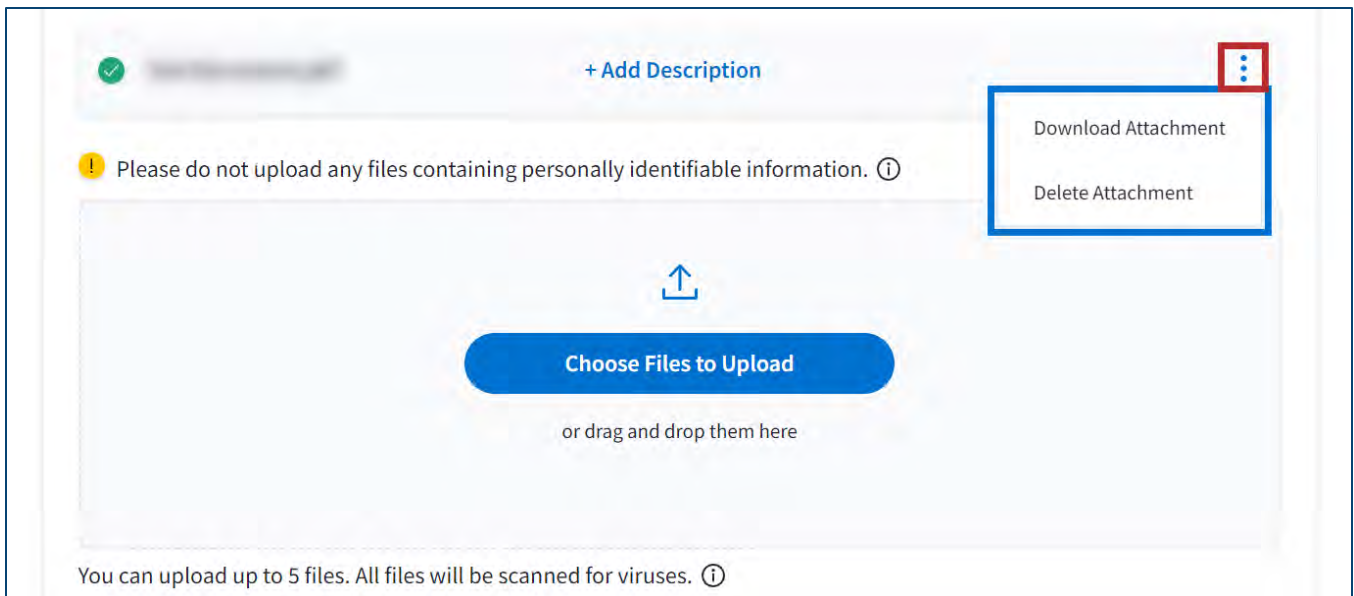 + Add Description
Download Attachment
Please do not upload any files containing personally identifiable information.
Delete Attachment
Choose Files to Upload
or drag and drop them here
You can upload up to 5 files. All files will be scanned for viruses.